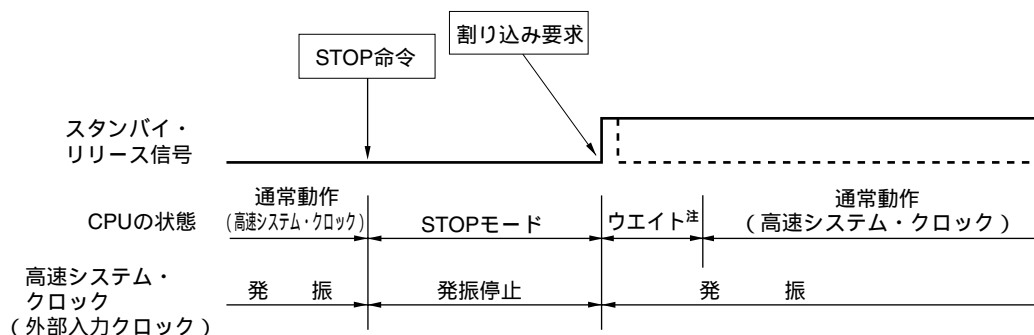 割り込み要求
STOP命令
スタンバイ・
リリース信号
CPUの状態
通常動作
(高速システム・クロック)
STOPモード
ウエイト注
通常動作
(高速システム・クロック)
高速システム・
クロック
(外部入力クロック)
発 振
発振停止
発 振